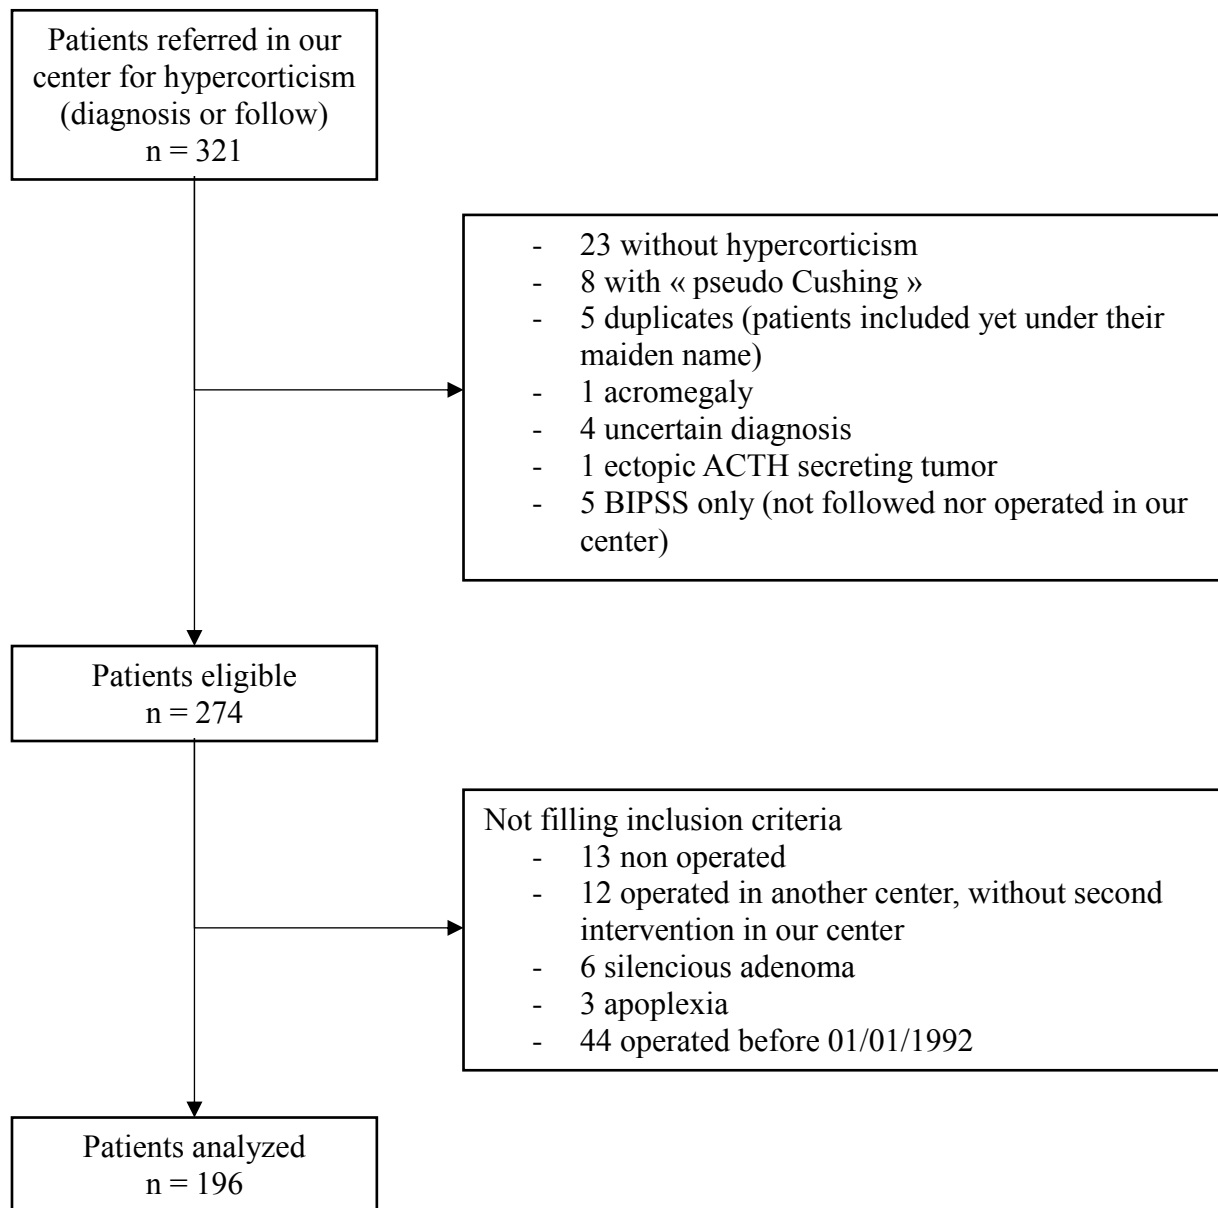 Patients referred in our
center for hypercorticism
(diagnosis or follow)
n = 321
- 23 without hypercorticism
- 8 with « pseudo Cushing »
- 5 duplicates (patients included yet under their
maiden name)
- 1 acromegaly
- 4 uncertain diagnosis
- 1 ectopic ACTH secreting tumor
- 5 BIPSS only (not followed nor operated in our
center)
Patients eligible
n = 274
Not filling inclusion criteria
- 13 non operated
- 12 operated in another center, without second
intervention in our center
- 6 silencious adenoma
- 3 apoplexia
- 44 operated before 01/01/1992
Patients analyzed
n = 196